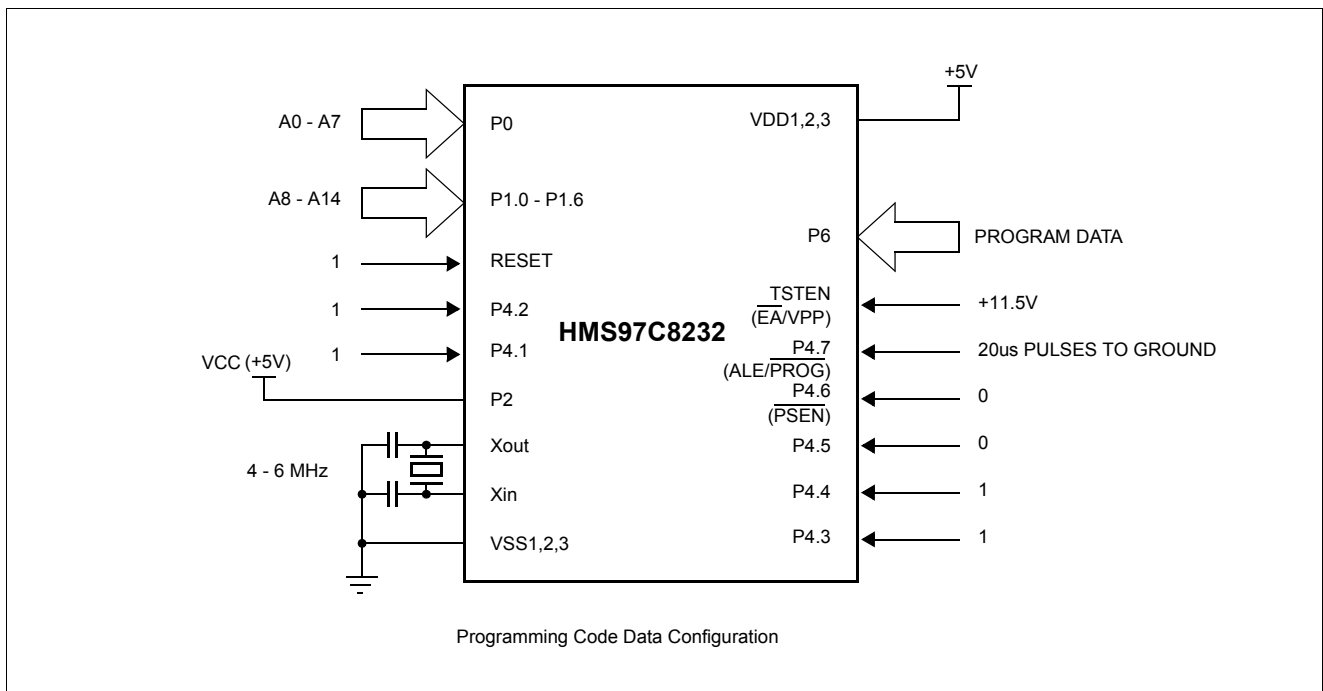 +5V
A0 - A7
P0
VDD1,2,3
A8 - A14
P1.0 - P1.6
P6
PROGRAM DATA
1
RESET
TSTEN
(EA/VPP)
+11.5V
1
P4.2
HMS97C8232
1
P4.1
P4.7
(ALE/PROG)
20us PULSES TO GROUND
VCC (+5V)
P2
P4.6
(PSEN)
0
Xout
P4.5
0
4 - 6 MHz
Xin
P4.4
1
VSS1,2,3
P4.3
1
Programming Code Data Configuration